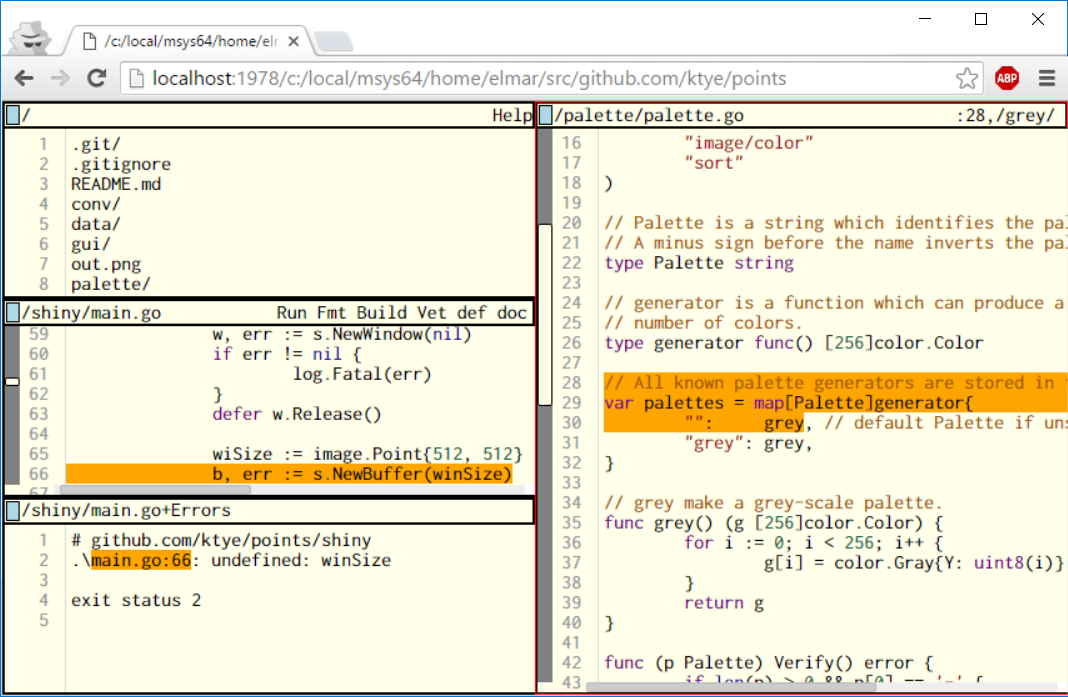 /c:/local/msys64/home/elr
localhost:1978/c:/local/msys64/home/elmar/src/github.com/ktye/points
ABP
/ Help
1 .git/
2 .gitignore
3 README.md
4 conv/
5 data/
6 gui/
7 out.png
8 palette/
/shiny/main.go Run Fmt Build Vet def doc
59 w, err := s.NewWindow(nil)
60 if err != nil {
61 log.Fatal(err)
62 }
63 defer w.Release()
64
65 wiSize := image.Point{512, 512}
66 b, err := s.NewBuffer(winSize)
67
/shiny/main.go+Errors
1 # github.com/ktye/points/shiny
2 .\main.go:66: undefined: winSize
3
4 exit status 2
5
/palette/palette.go :28,/grey/
16 "image/color"
17 "sort"
18 )
19
20 // Palette is a string which identifies the pal
21 // A minus sign before the name inverts the pal
22 type Palette string
23
24 // generator is a function which can produce a
25 // number of colors.
26 type generator func() [256]color.Color
27
28 // All known palette generators are stored in
29 var palettes = map[Palette]generator{
30 "": grey, // default Palette if uns
31 "grey": grey,
32 }
33
34 // grey make a grey-scale palette.
35 func grey() (g [256]color.Color) {
36 for i := 0; i < 256; i++ {
37 g[i] = color.Gray{Y: uint8(i)}
38 }
39 return g
40 }
41
42 func (p Palette) Verify() error {
43 if len(p) > 0 && p[0] == '-' {